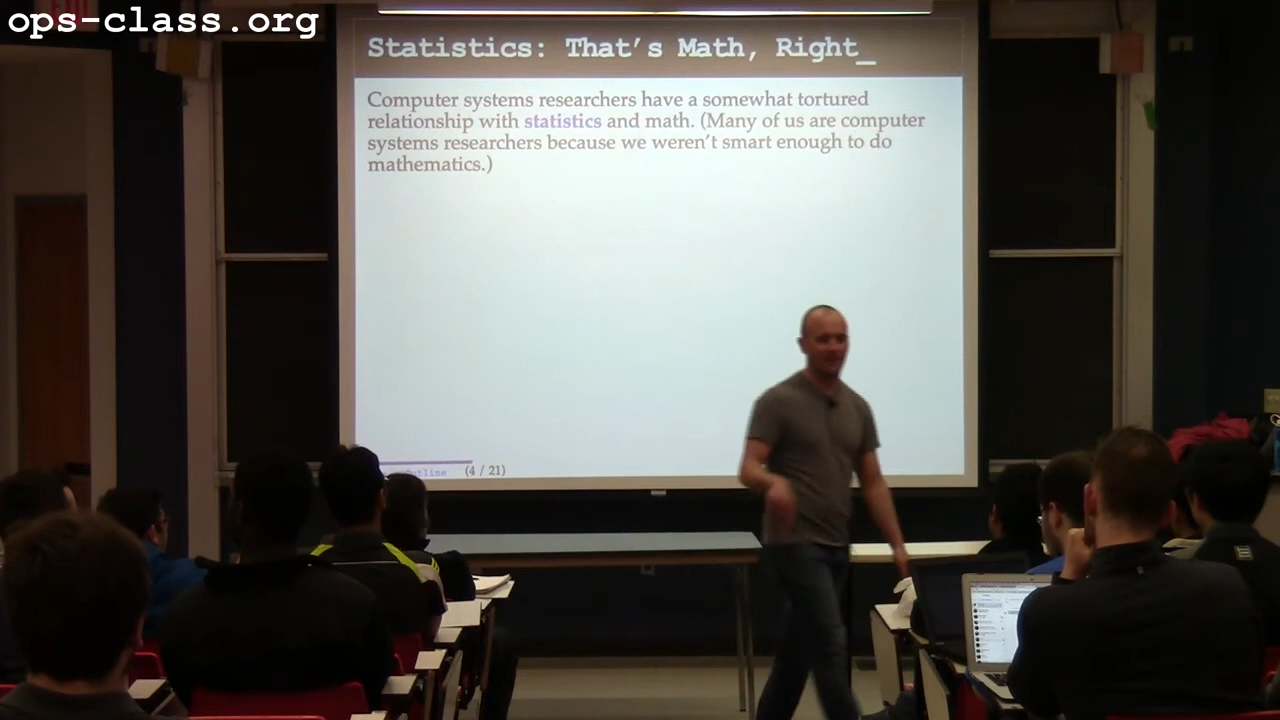 ops-class.org
Statistics: That's Math, Right_
Computer systems researchers have a somewhat tortured
relationship with statistics and math. (Many of us are computer
systems researchers because we weren't smart enough to do
mathematics.)
Outline (4 / 21)